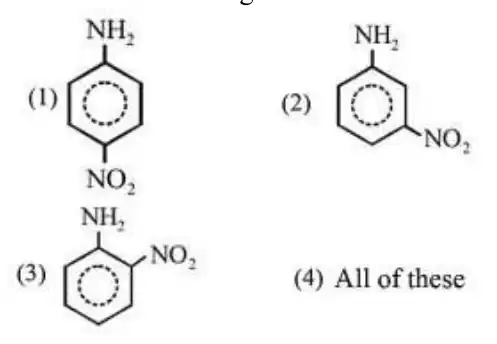 NH₂
NH₂
(1)
(2)
NO₂
NO₂
NH₂
NO₂
(3)
(4) All of these